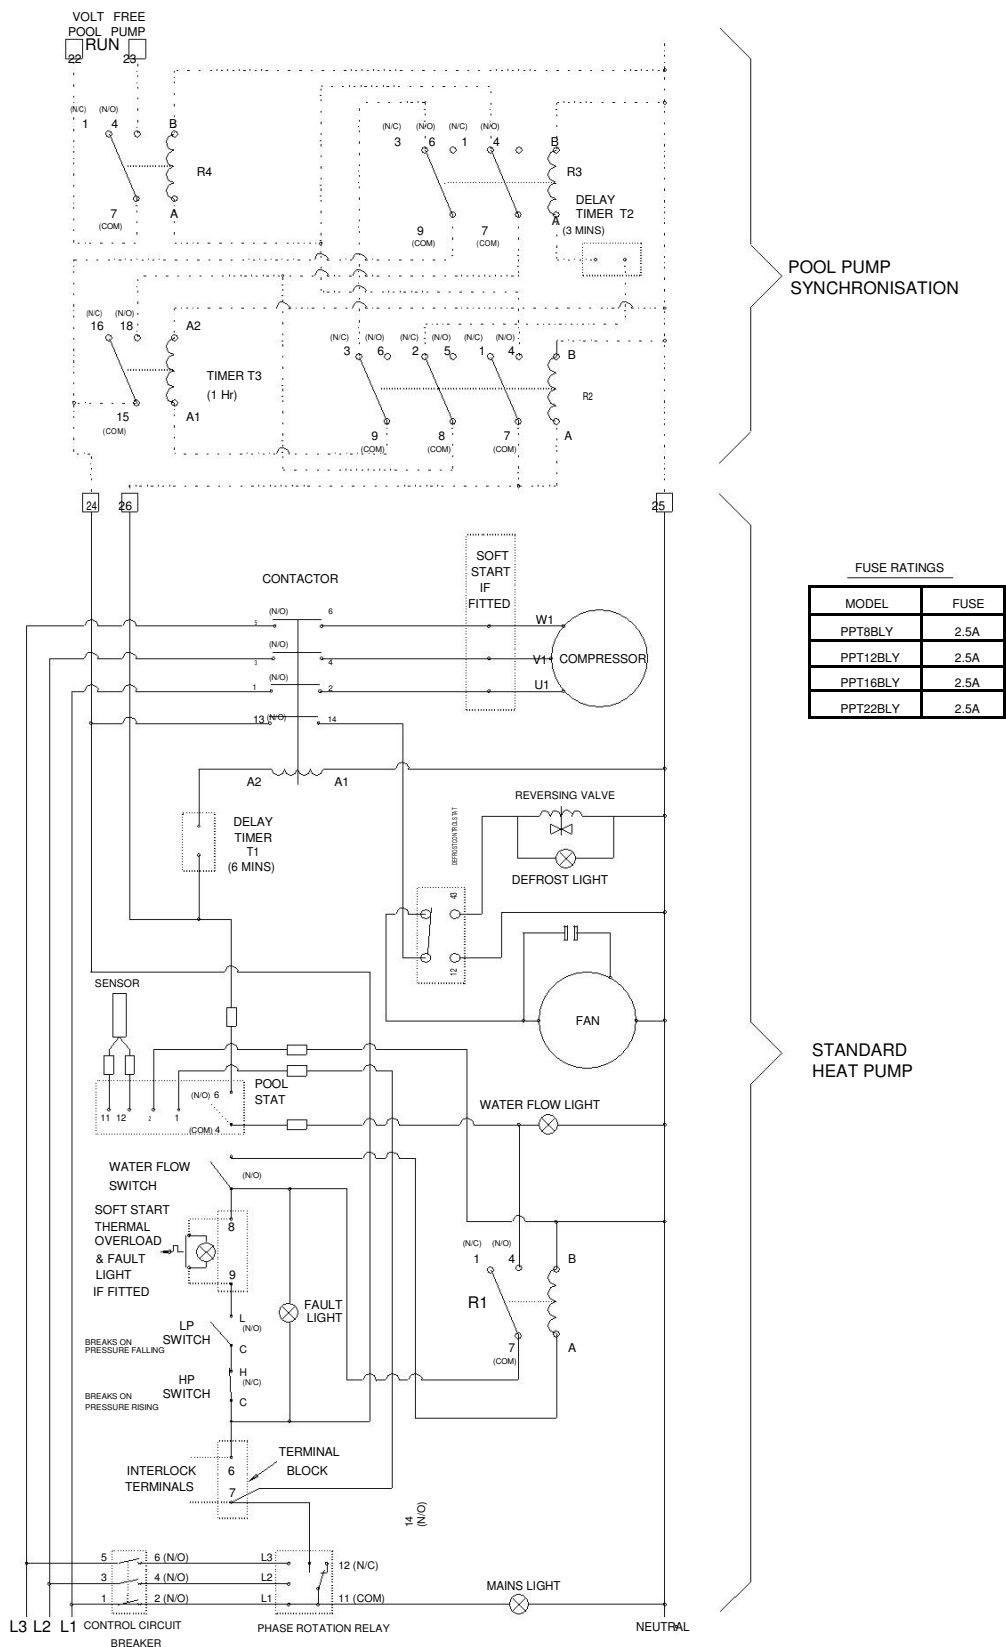 VOLT FREE
POOL PUMP
RUN
22 23
(N/C) (N/O)
1 4 B
R4
7 A
(COM)
(N/C) (N/O) (N/C) (N/O)
3 6 1 4 B
R3
DELAY
A TIMER T2
(3 MINS)
9 7
(COM) (COM)
POOL PUMP
SYNCHRONISATION
(N/C) (N/O)
16 18 A2
TIMER T3
(1 Hr)
15 A1
(COM)
(N/C) (N/O) (N/C) (N/O) (N/C) (N/O)
3 6 2 5 1 4 B
R2
A
9 8 7
(COM) (COM) (COM)
24 26 25
SOFT
START
IF
FITTED
CONTACTOR
(N/O) 6
5 W1
(N/O)
3 4 V1 COMPRESSOR
(N/O)
1 2 U1
13 (N/O) 14
A2 A1
FUSE RATINGS
MODEL FUSE
PPT8BLY 2.5A
PPT12BLY 2.5A
PPT16BLY 2.5A
PPT22BLY 2.5A
DELAY
TIMER
T1
(6 MINS)
DEFROSTCONTROLSTAT
REVERSING VALVE
DEFROST LIGHT
43
12
FAN
SENSOR
STANDARD
HEAT PUMP
11 12 2 1
(N/O) 6
POOL
STAT
(COM) 4
WATER FLOW LIGHT
WATER FLOW
SWITCH
(N/O)
SOFT START
THERMAL
OVERLOAD
& FAULT
LIGHT
IF FITTED
8
9
FAULT
LIGHT
(N/C) (N/O)
1 4 B
R1
7 A
(COM)
LP
SWITCH
BREAKS ON
PRESSURE FALLING
L
(N/O)
C
HP
SWITCH
BREAKS ON
PRESSURE RISING
H
(N/C)
C
TERMINAL
BLOCK
INTERLOCK
TERMINALS
6
7
14
(N/O)
5 6 (N/O) L3 12 (N/C)
3 4 (N/O) L2
1 2 (N/O) L1 11 (COM)
MAINS LIGHT
L3 L2 L1 CONTROL CIRCUIT
BREAKER
PHASE ROTATION RELAY
NEUTRAL